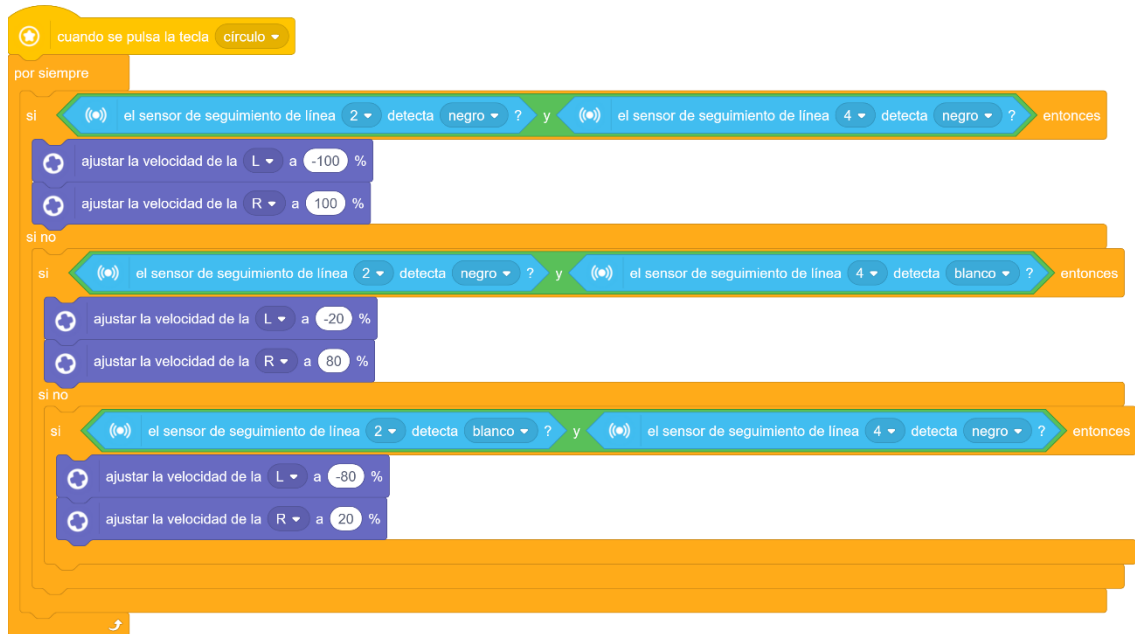 cuando se pulsa la tecla círculo
por siempre
si el sensor de seguimiento de línea 2 detecta negro ? y el sensor de seguimiento de línea 4 detecta negro ? entonces
ajustar la velocidad de la L a -100 %
ajustar la velocidad de la R a 100 %
si no
si el sensor de seguimiento de línea 2 detecta negro ? y el sensor de seguimiento de línea 4 detecta blanco ? entonces
ajustar la velocidad de la L a -20 %
ajustar la velocidad de la R a 80 %
si no
si el sensor de seguimiento de línea 2 detecta blanco ? y el sensor de seguimiento de línea 4 detecta negro ? entonces
ajustar la velocidad de la L a -80 %
ajustar la velocidad de la R a 20 %